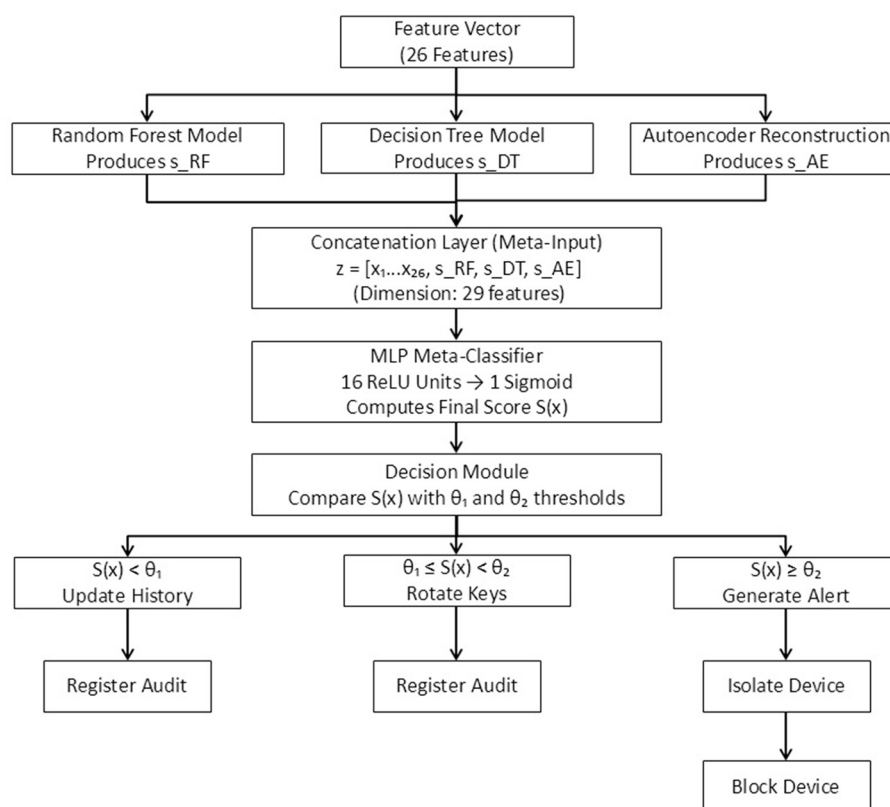 Feature Vector
(26 Features)
Random Forest Model
Produces s_RF
Decision Tree Model
Produces s_DT
Autoencoder Reconstruction
Produces s_AE
Concatenation Layer (Meta-Input)
z = [x₁...x₂₆, s_RF, s_DT, s_AE]
(Dimension: 29 features)
MLP Meta-Classifier
16 ReLU Units → 1 Sigmoid
Computes Final Score S(x)
Decision Module
Compare S(x) with θ₁ and θ₂ thresholds
S(x) < θ₁
Update History
θ₁ ≤ S(x) < θ₂
Rotate Keys
S(x) ≥ θ₂
Generate Alert
Register Audit
Register Audit
Isolate Device
Block Device